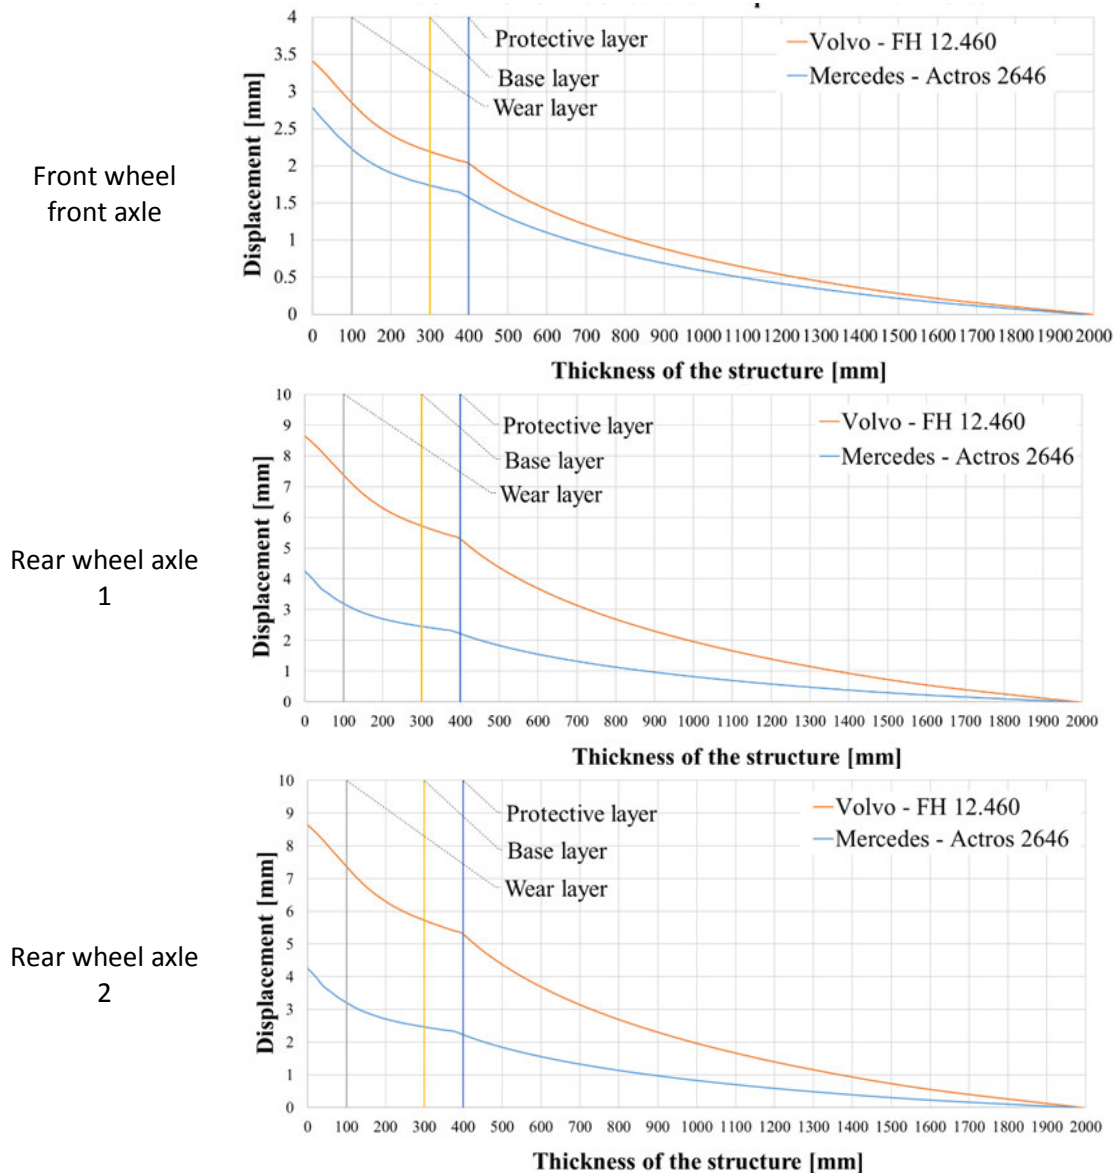 Front wheel
front axle
Displacement [mm]
4
3.5
3
2.5
2
1.5
1
0.5
0
Protective layer
Base layer
Wear layer
Volvo - FH 12.460
Mercedes - Actros 2646
0 100 200 300 400 500 600 700 800 900 1000 1100 1200 1300 1400 1500 1600 1700 1800 1900 2000
Thickness of the structure [mm]
Rear wheel axle
1
Displacement [mm]
10
9
8
7
6
5
4
3
2
1
0
Protective layer
Base layer
Wear layer
Volvo - FH 12.460
Mercedes - Actros 2646
0 100 200 300 400 500 600 700 800 900 1000 1100 1200 1300 1400 1500 1600 1700 1800 1900 2000
Thickness of the structure [mm]
Rear wheel axle
2
Displacement [mm]
10
9
8
7
6
5
4
3
2
1
0
Protective layer
Base layer
Wear layer
Volvo - FH 12.460
Mercedes - Actros 2646
0 100 200 300 400 500 600 700 800 900 1000 1100 1200 1300 1400 1500 1600 1700 1800 1900 2000
Thickness of the structure [mm]